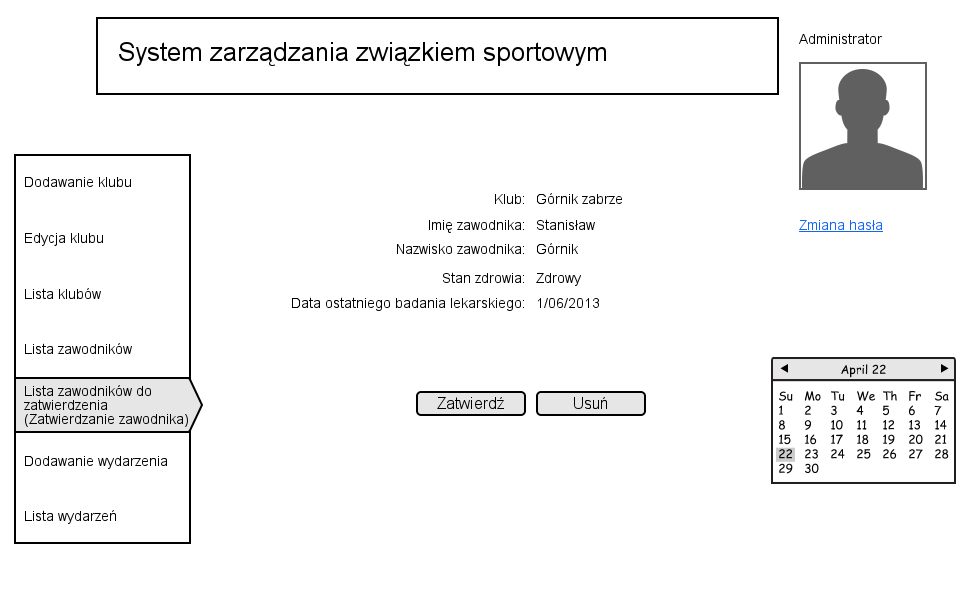 System zarządzania związkiem sportowym
Administrator
Zmiana hasła
Dodawanie klubu
Edycja klubu
Lista klubów
Lista zawodników
Lista zawodników do
zatwierdzenia
(Zatwierdzanie zawodnika)
Dodawanie wydarzenia
Lista wydarzeń
Klub: Górnik zabrze
Imię zawodnika: Stanisław
Nazwisko zawodnika: Górnik
Stan zdrowia: Zdrowy
Data ostatniego badania lekarskiego: 1/06/2013
Zatwierdź Usuń
April 22
Su Mo Tu We Th Fr Sa
1 2 3 4 5 6 7
8 9 10 11 12 13 14
15 16 17 18 19 20 21
22 23 24 25 26 27 28
29 30